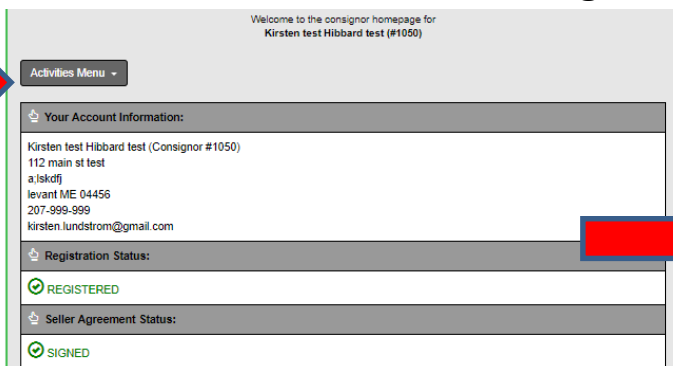 Welcome to the consignor homepage for
Kirsten test Hibbard test (#1050)
Activities Menu
Your Account Information:
Kirsten test Hibbard test (Consignor #1050)
112 main st test
a;lskdfj
levant ME 04456
207-999-999
kirsten.lundstrom@gmail.com
Registration Status:
REGISTERED
Seller Agreement Status:
SIGNED